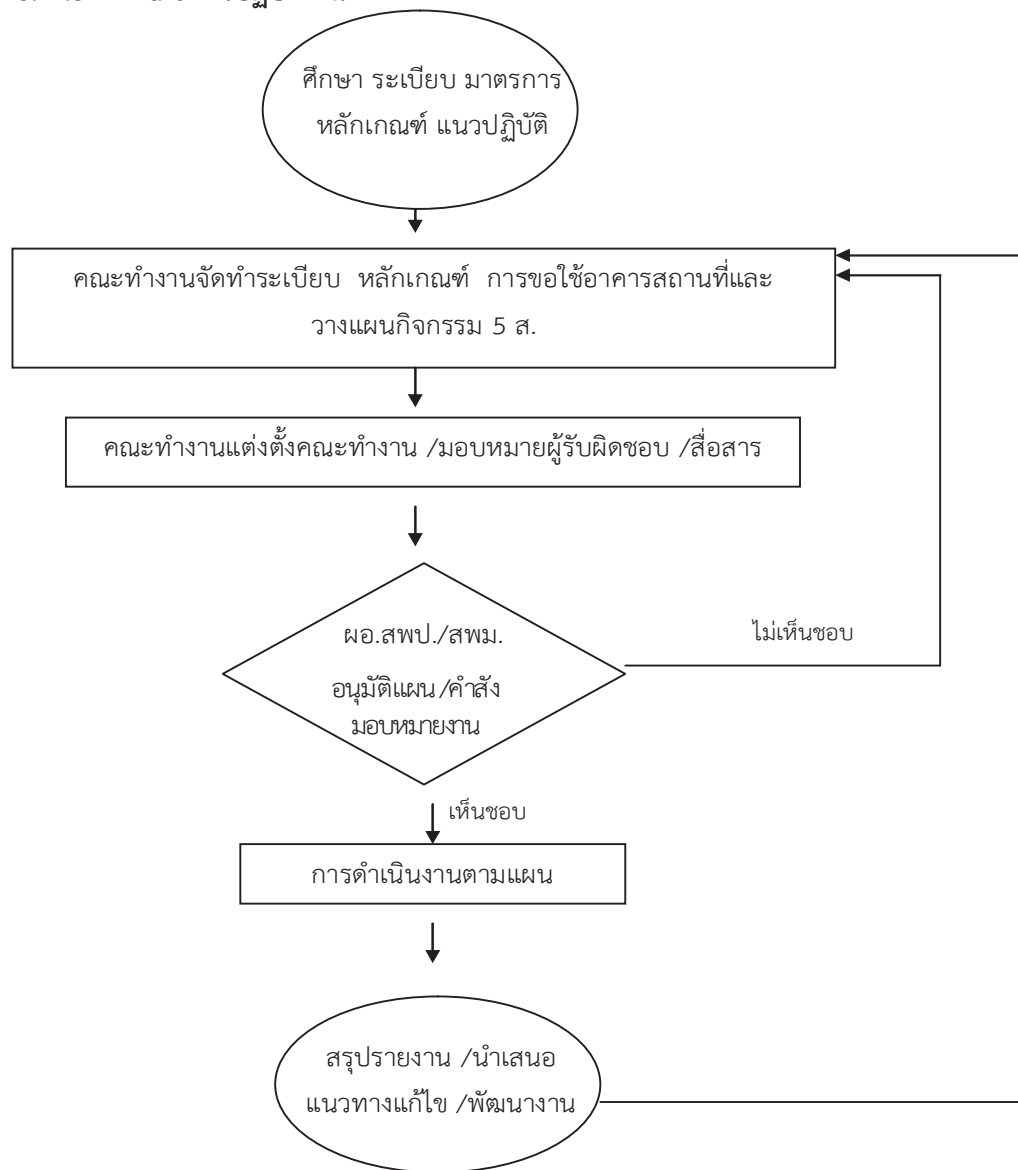 ศึกษา ระเบียบ มาตรการ
หลักเกณฑ์ แนวปฏิบัติ
คณะทำงานจัดทำระเบียบ หลักเกณฑ์ การขอใช้อาคารสถานที่และ
วางแผนกิจกรรม 5 ส.
คณะทำงานแต่งตั้งคณะทำงาน /มอบหมายผู้รับผิดชอบ /สื่อสาร
ผอ.สพป./สพม.
อนุมัติแผน /คำสั่ง
มอบหมายงาน
ไม่เห็นชอบ
เห็นชอบ
การดำเนินงานตามแผน
สรุปรายงาน /นำเสนอ
แนวทางแก้ไข /พัฒนางาน